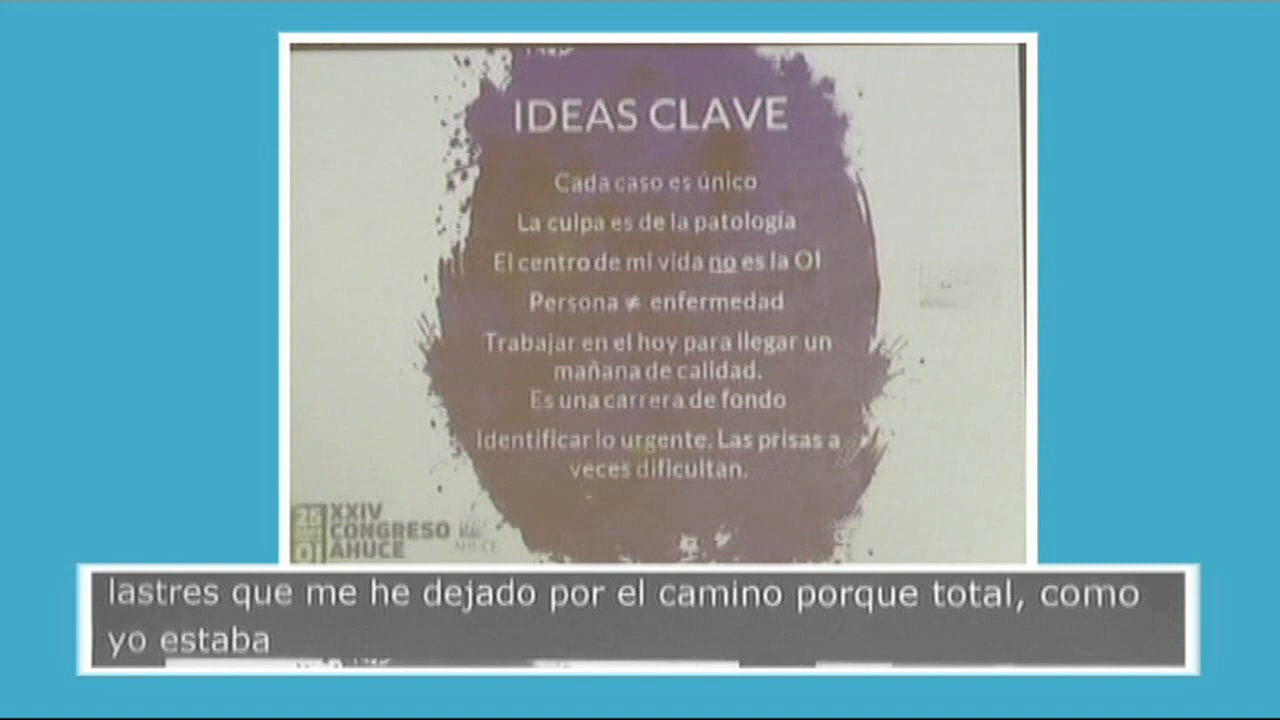 IDEAS CLAVE
Cada caso es único
La culpa es de la patología
El centro de mi vida no es la OI
Persona ≠ enfermedad
Trabajar en el hoy para llegar un
mañana de calidad.
Es una carrera de fondo
Identificar lo urgente. Las prisas a
veces dificultan.
XXIV
CONGRESO
AHUCE
OI
AHUCE
lastres que me he dejado por el camino porque total, como
yo estaba